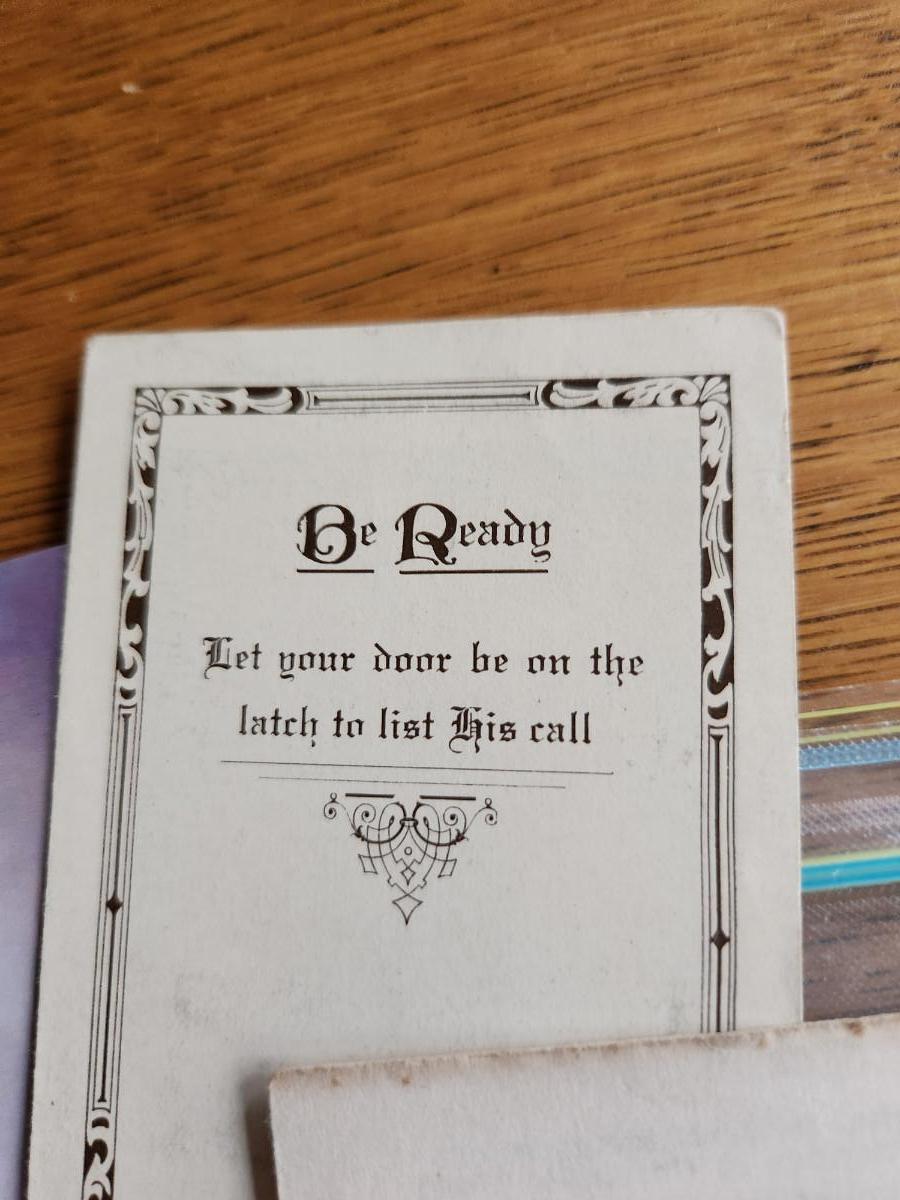 Be Ready
Let your door be on the
latch to list His call